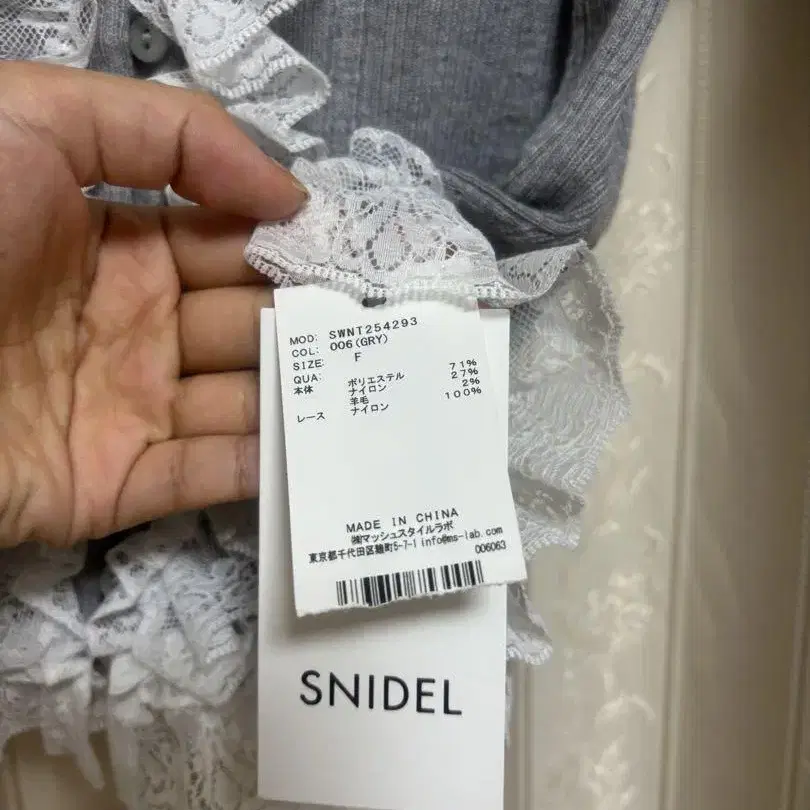 MOD: SWNT254293
COL: 006(GRY)
SIZE: F
QUA:
本体 ポリエステル 71%
ナイロン 27%
羊毛 2%
レース ナイロン 100%
MADE IN CHINA
㈱マッシュスタイルラボ
東京都千代田区麹町5-7-1 info@ms-lab.com
006063
SNIDEL